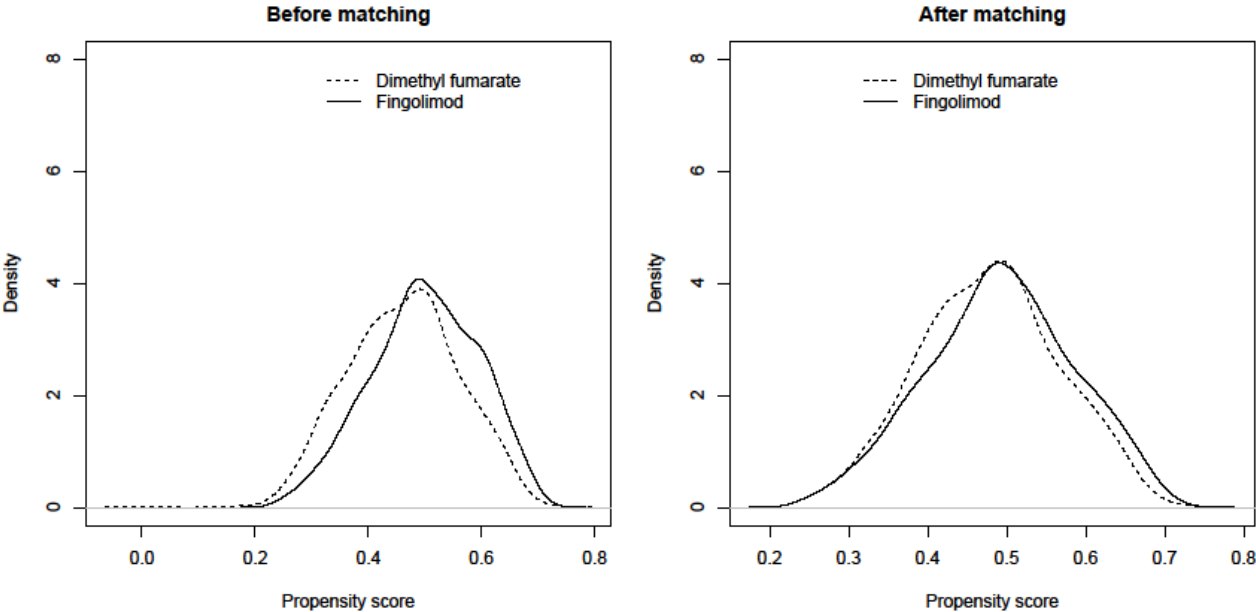 Before matching
Dimethyl fumarate
Fingolimod
Density
0
2
4
6
8
0.0 0.2 0.4 0.6 0.8
Propensity score
After matching
Dimethyl fumarate
Fingolimod
Density
0
2
4
6
8
0.2 0.3 0.4 0.5 0.6 0.7 0.8
Propensity score